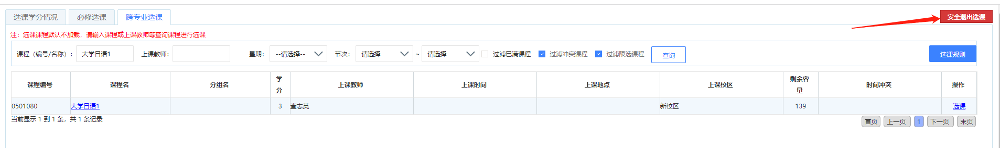 选课学分情况 必修选课 跨专业选课 安全退出选课
注：选课课程默认不加载，请输入课程或上课教师等查询课程进行选课
课程（编号/名称）： 大学日语1 上课教师： 星期： --请选择-- 节次： 请选择 ~ 请选择 过滤已满课程 过滤冲突课程 过滤限选课程 查询 选课规则
课程编号 课程名 分组名 学分 上课教师 上课时间 上课地点 上课校区 剩余容量 时间冲突 操作
0501080 大学日语1 3 查志英 新校区 139 选课
当前显示 1 到 1 条，共 1 条记录 首页 上一页 1 下一页 末页